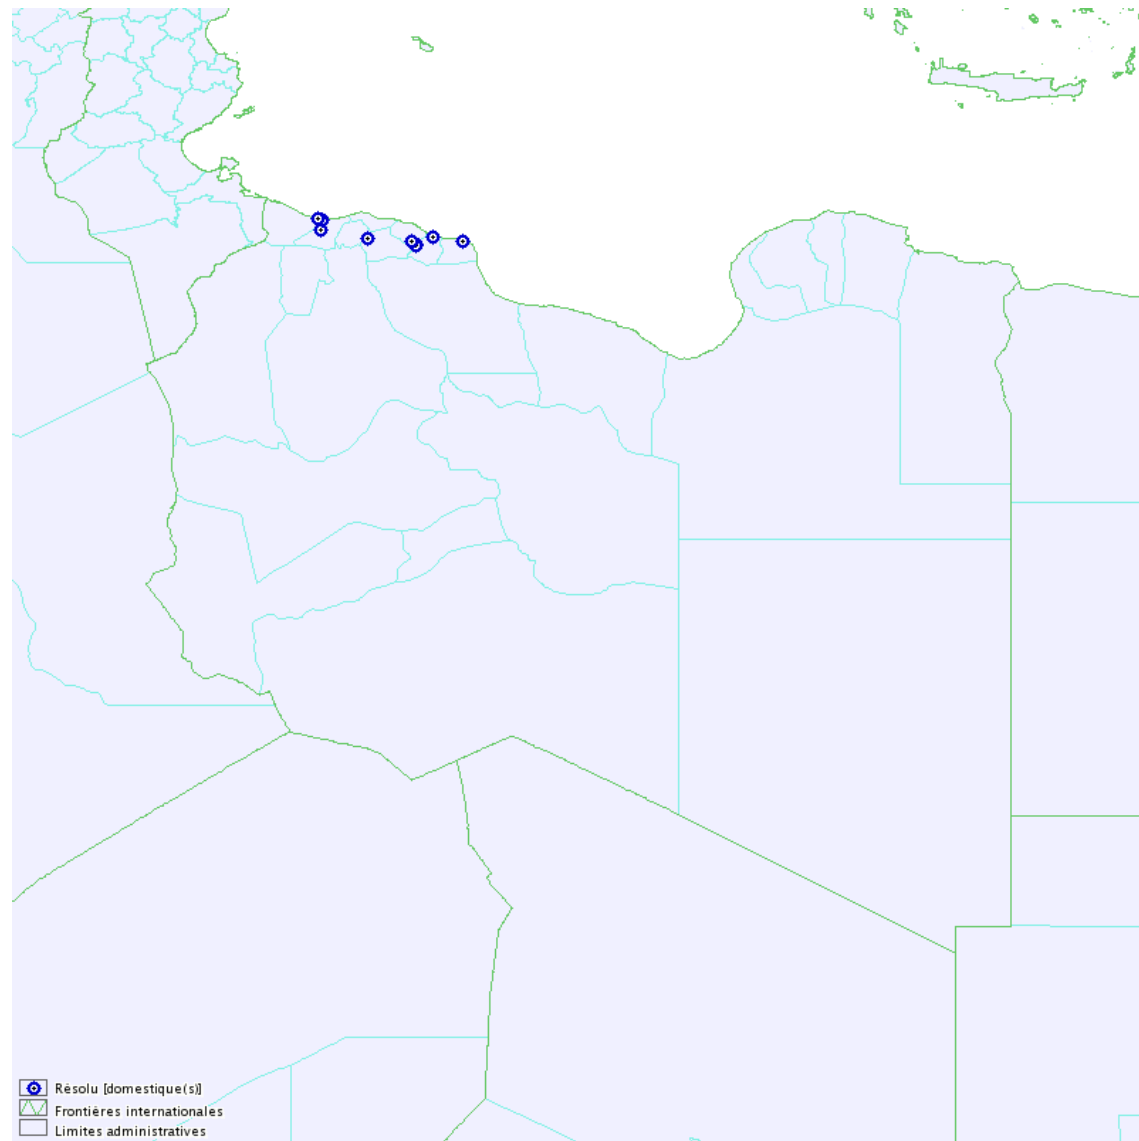 Résolu [domestique(s)]
Frontières internationales
Limites administratives